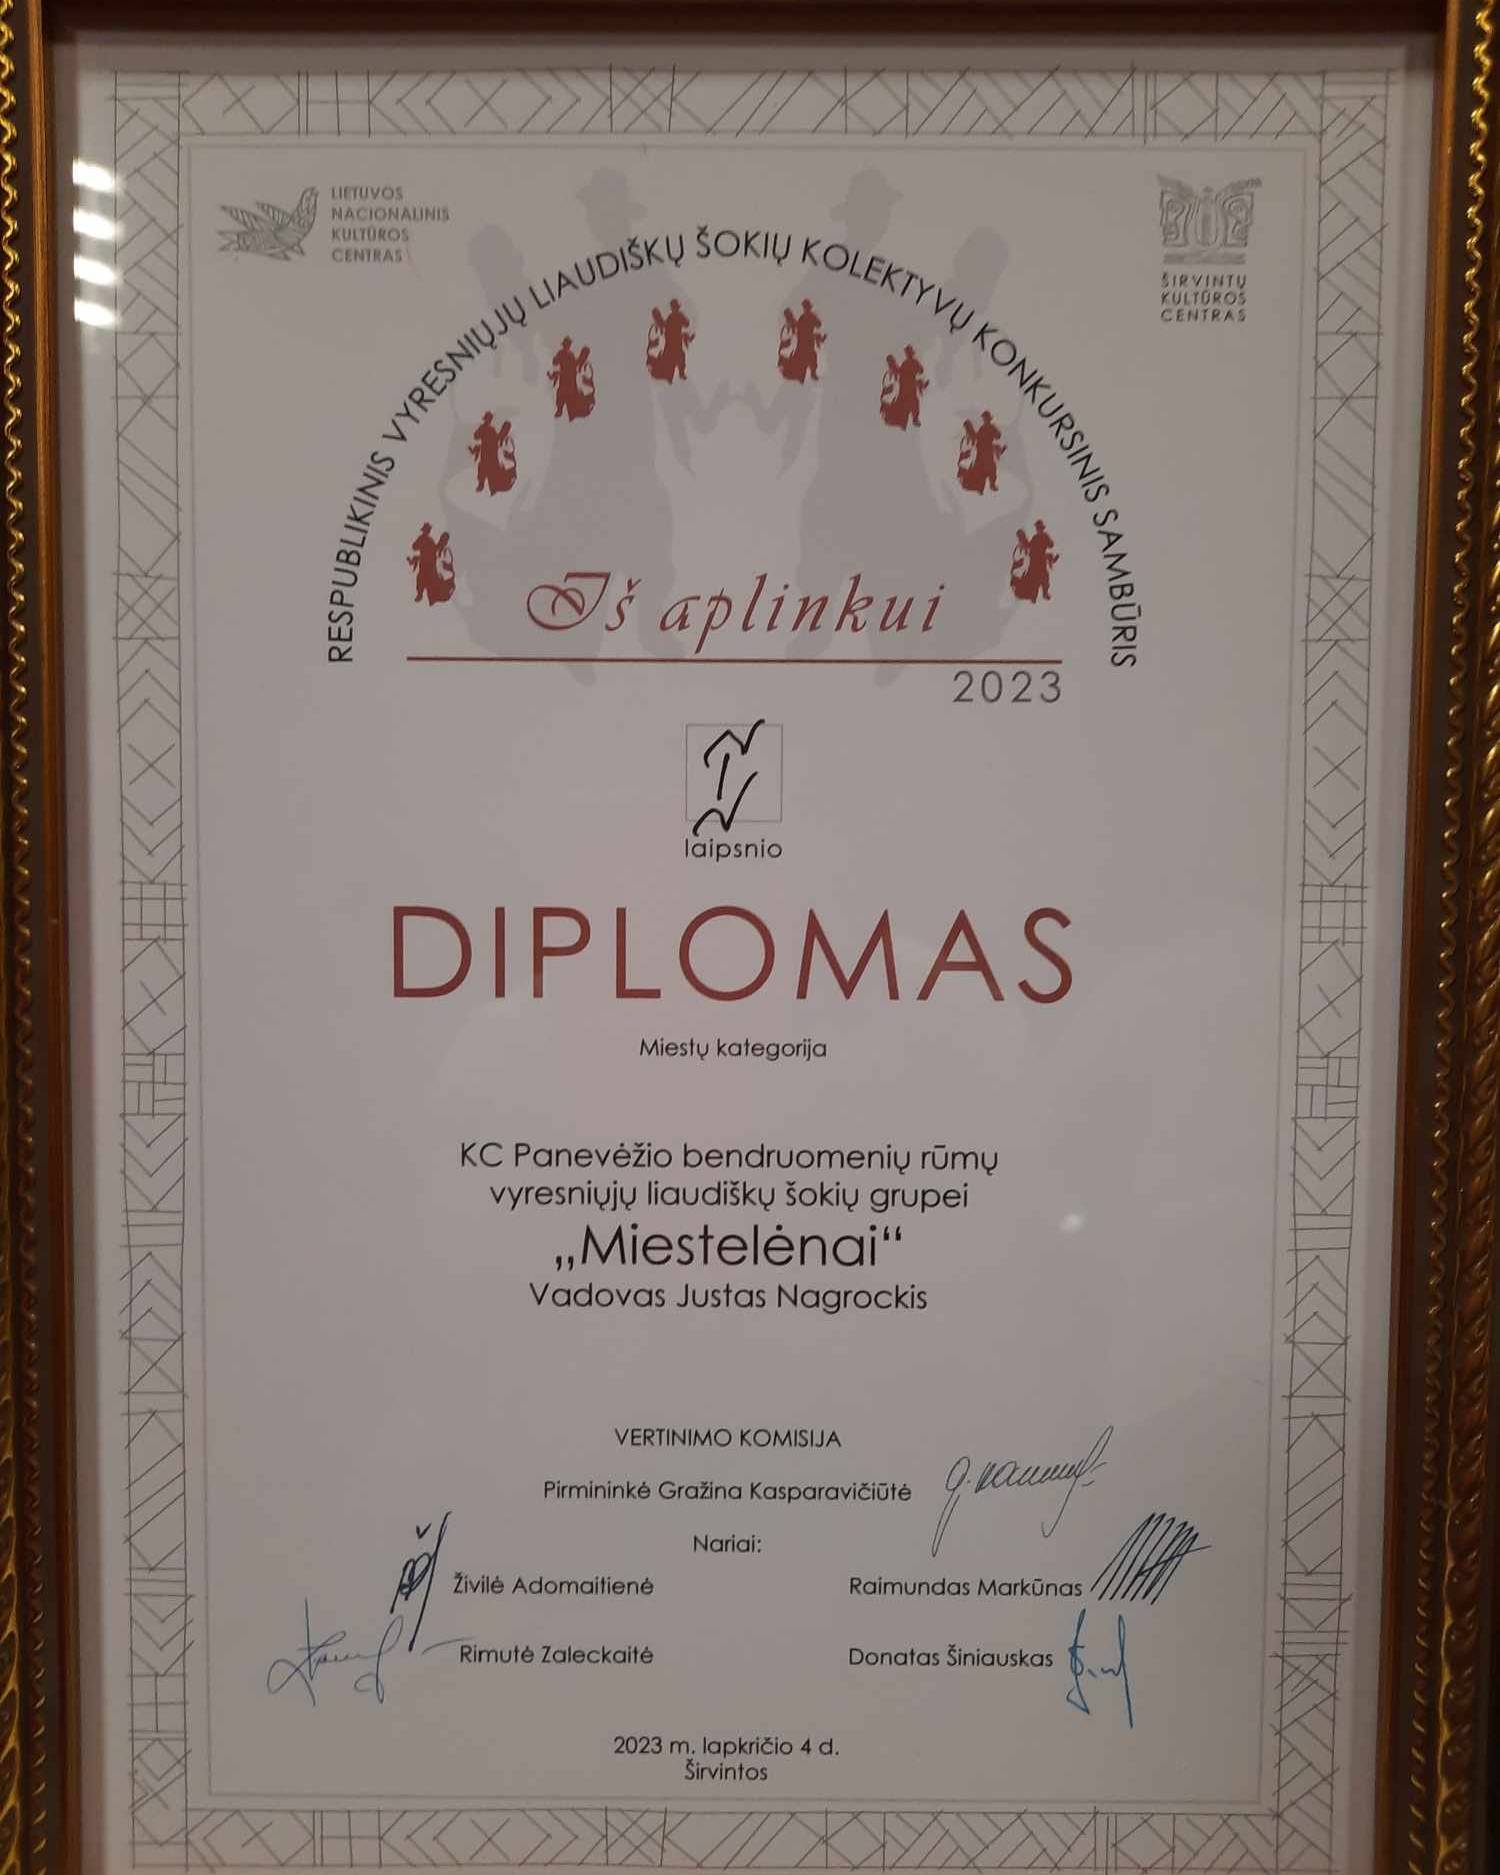 LIETUVOS
NACIONALINIS
KULTŪROS
CENTRAS
ŠIRVINTŲ
KULTŪROS
CENTRAS
RESPUBLIKINIS VYRESNIŲJŲ LIAUDIŠKŲ ŠOKIŲ KOLEKTYVŲ KONKURSINIS SAMBŪRIS
Iš aplinkui
2023
I
laipsnio
DIPLOMAS
Miestų kategorija
KC Panevėžio bendruomenių rūmų
vyresniųjų liaudiškų šokių grupei
„Miestelėnai“
Vadovas Justas Nagrockis
VERTINIMO KOMISIJA
Pirmininkė Gražina Kasparavičiūtė
Nariai:
Živilė Adomaitienė
Raimundas Markūnas
Rimutė Zaleckaitė
Donatas Šiniauskas
2023 m. lapkričio 4 d.
Širvintos